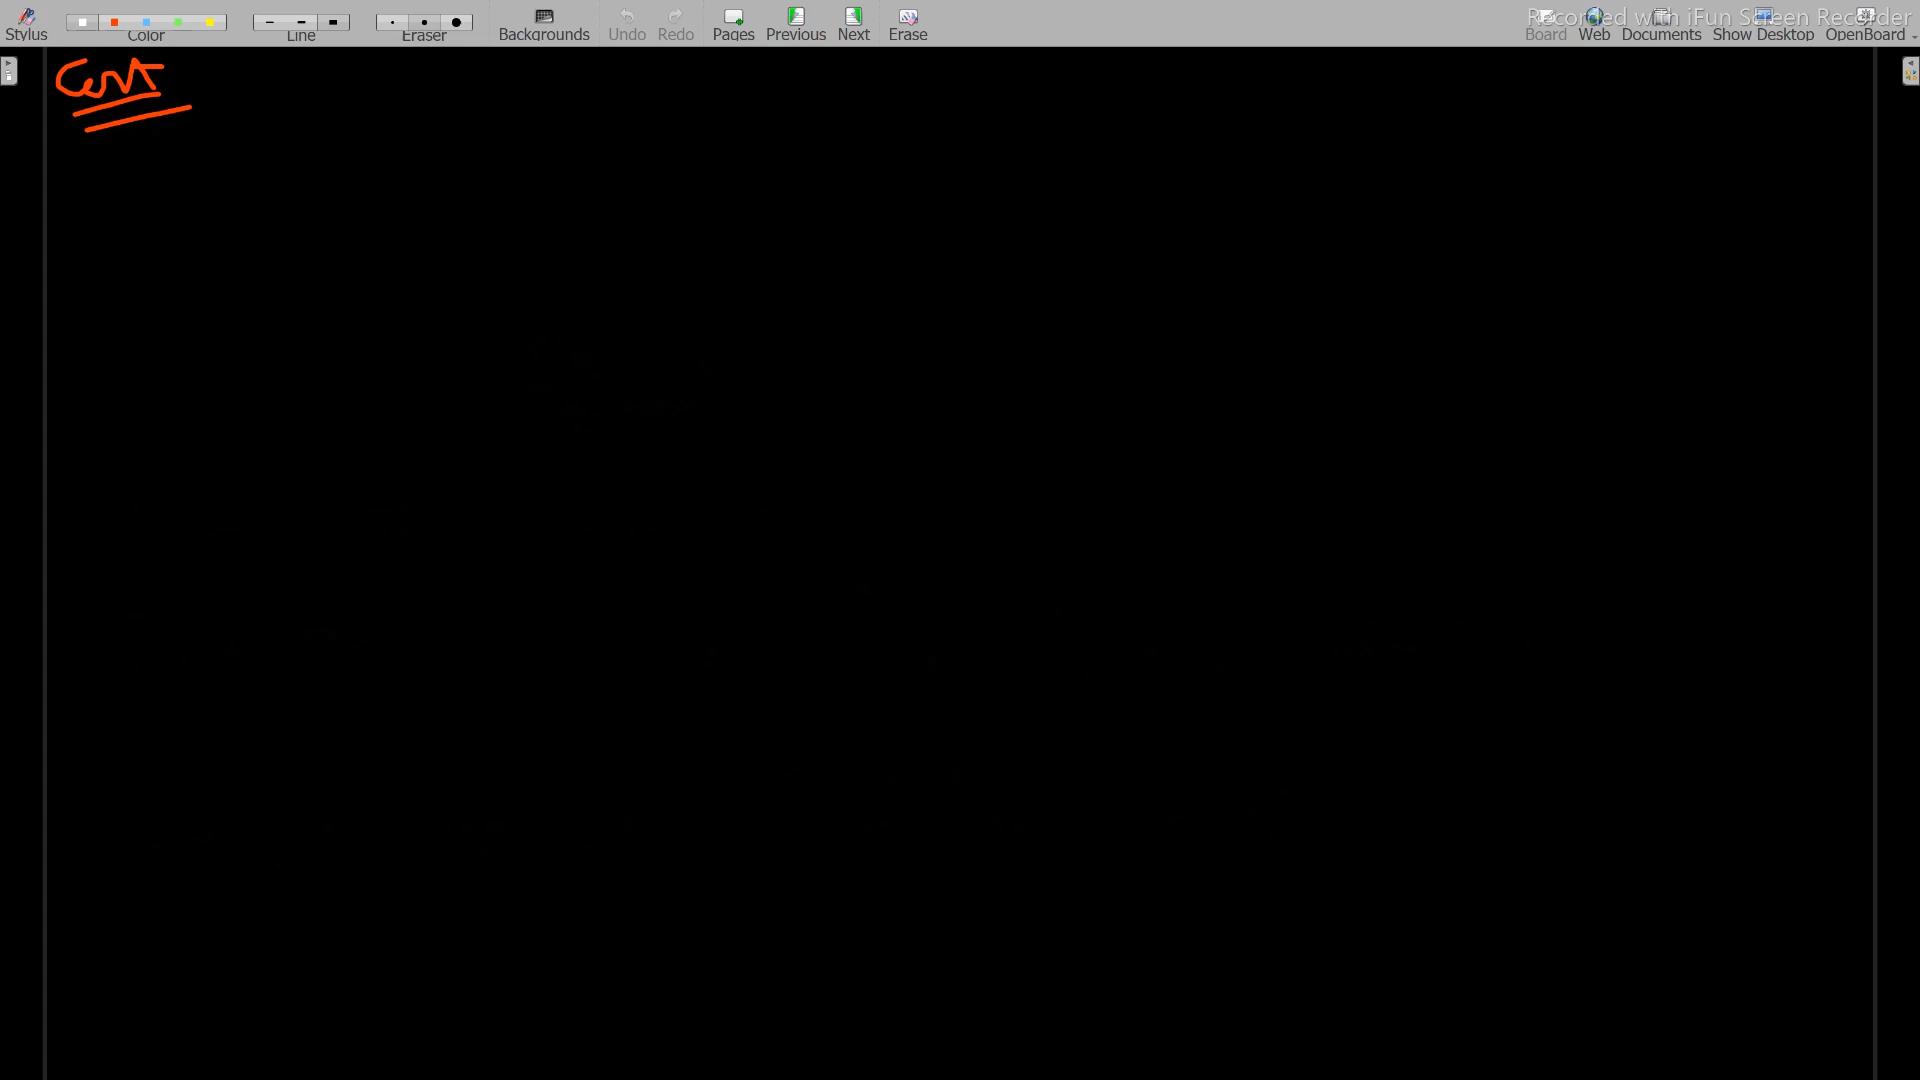 Recorded with iFun Screen Recorder
Stylus Color Line Eraser Backgrounds Undo Redo Pages Previous Next Erase Board Web Documents Show Desktop OpenBoard